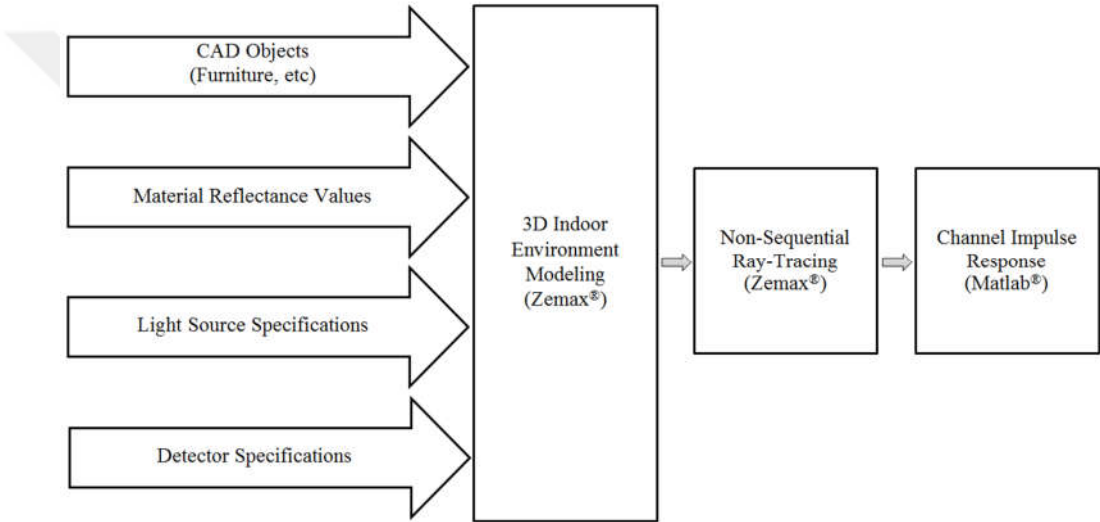 CAD Objects
(Furniture, etc)
Material Reflectance Values
Light Source Specifications
Detector Specifications
3D Indoor
Environment
Modeling
(Zemax®)
Non-Sequential
Ray-Tracing
(Zemax®)
Channel Impulse
Response
(Matlab®)